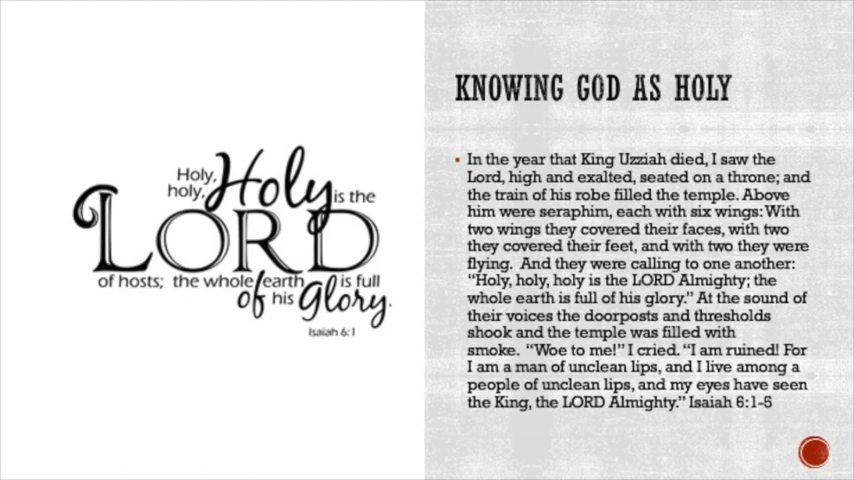 Holy, Holy
holy, is the
LORD
of hosts; the whole earth is full
of his Glory.
Isaiah 6:1
KNOWING GOD AS HOLY
▪ In the year that King Uzziah died, I saw the
Lord, high and exalted, seated on a throne; and
the train of his robe filled the temple. Above
him were seraphim, each with six wings: With
two wings they covered their faces, with two
they covered their feet, and with two they were
flying. And they were calling to one another:
“Holy, holy, holy is the LORD Almighty; the
whole earth is full of his glory.” At the sound of
their voices the doorposts and thresholds
shook and the temple was filled with
smoke. “Woe to me!” I cried. “I am ruined! For
I am a man of unclean lips, and I live among a
people of unclean lips, and my eyes have seen
the King, the LORD Almighty.” Isaiah 6:1-5